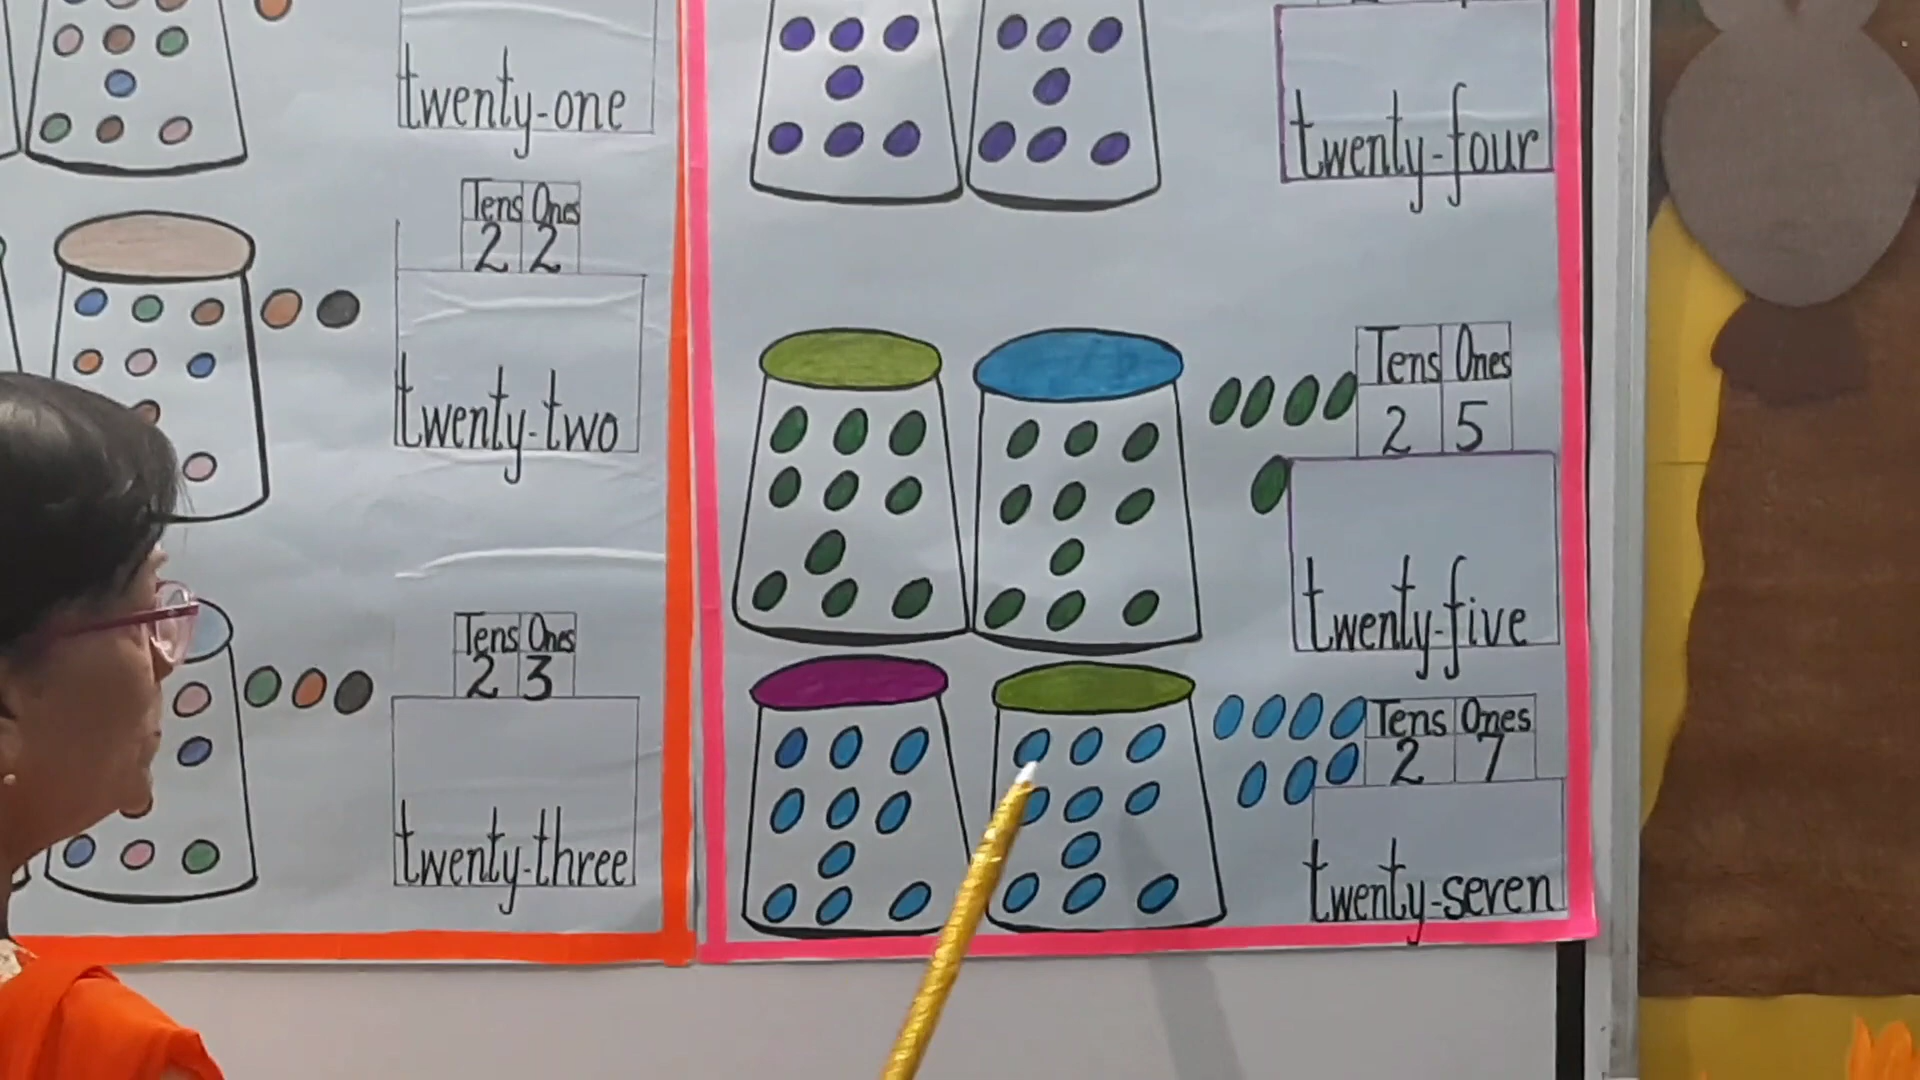 twenty-one
Tens Ones
2 2
twenty-two
Tens Ones
2 3
twenty-three
twenty-four
Tens Ones
2 5
twenty-five
Tens Ones
2 7
twenty-seven